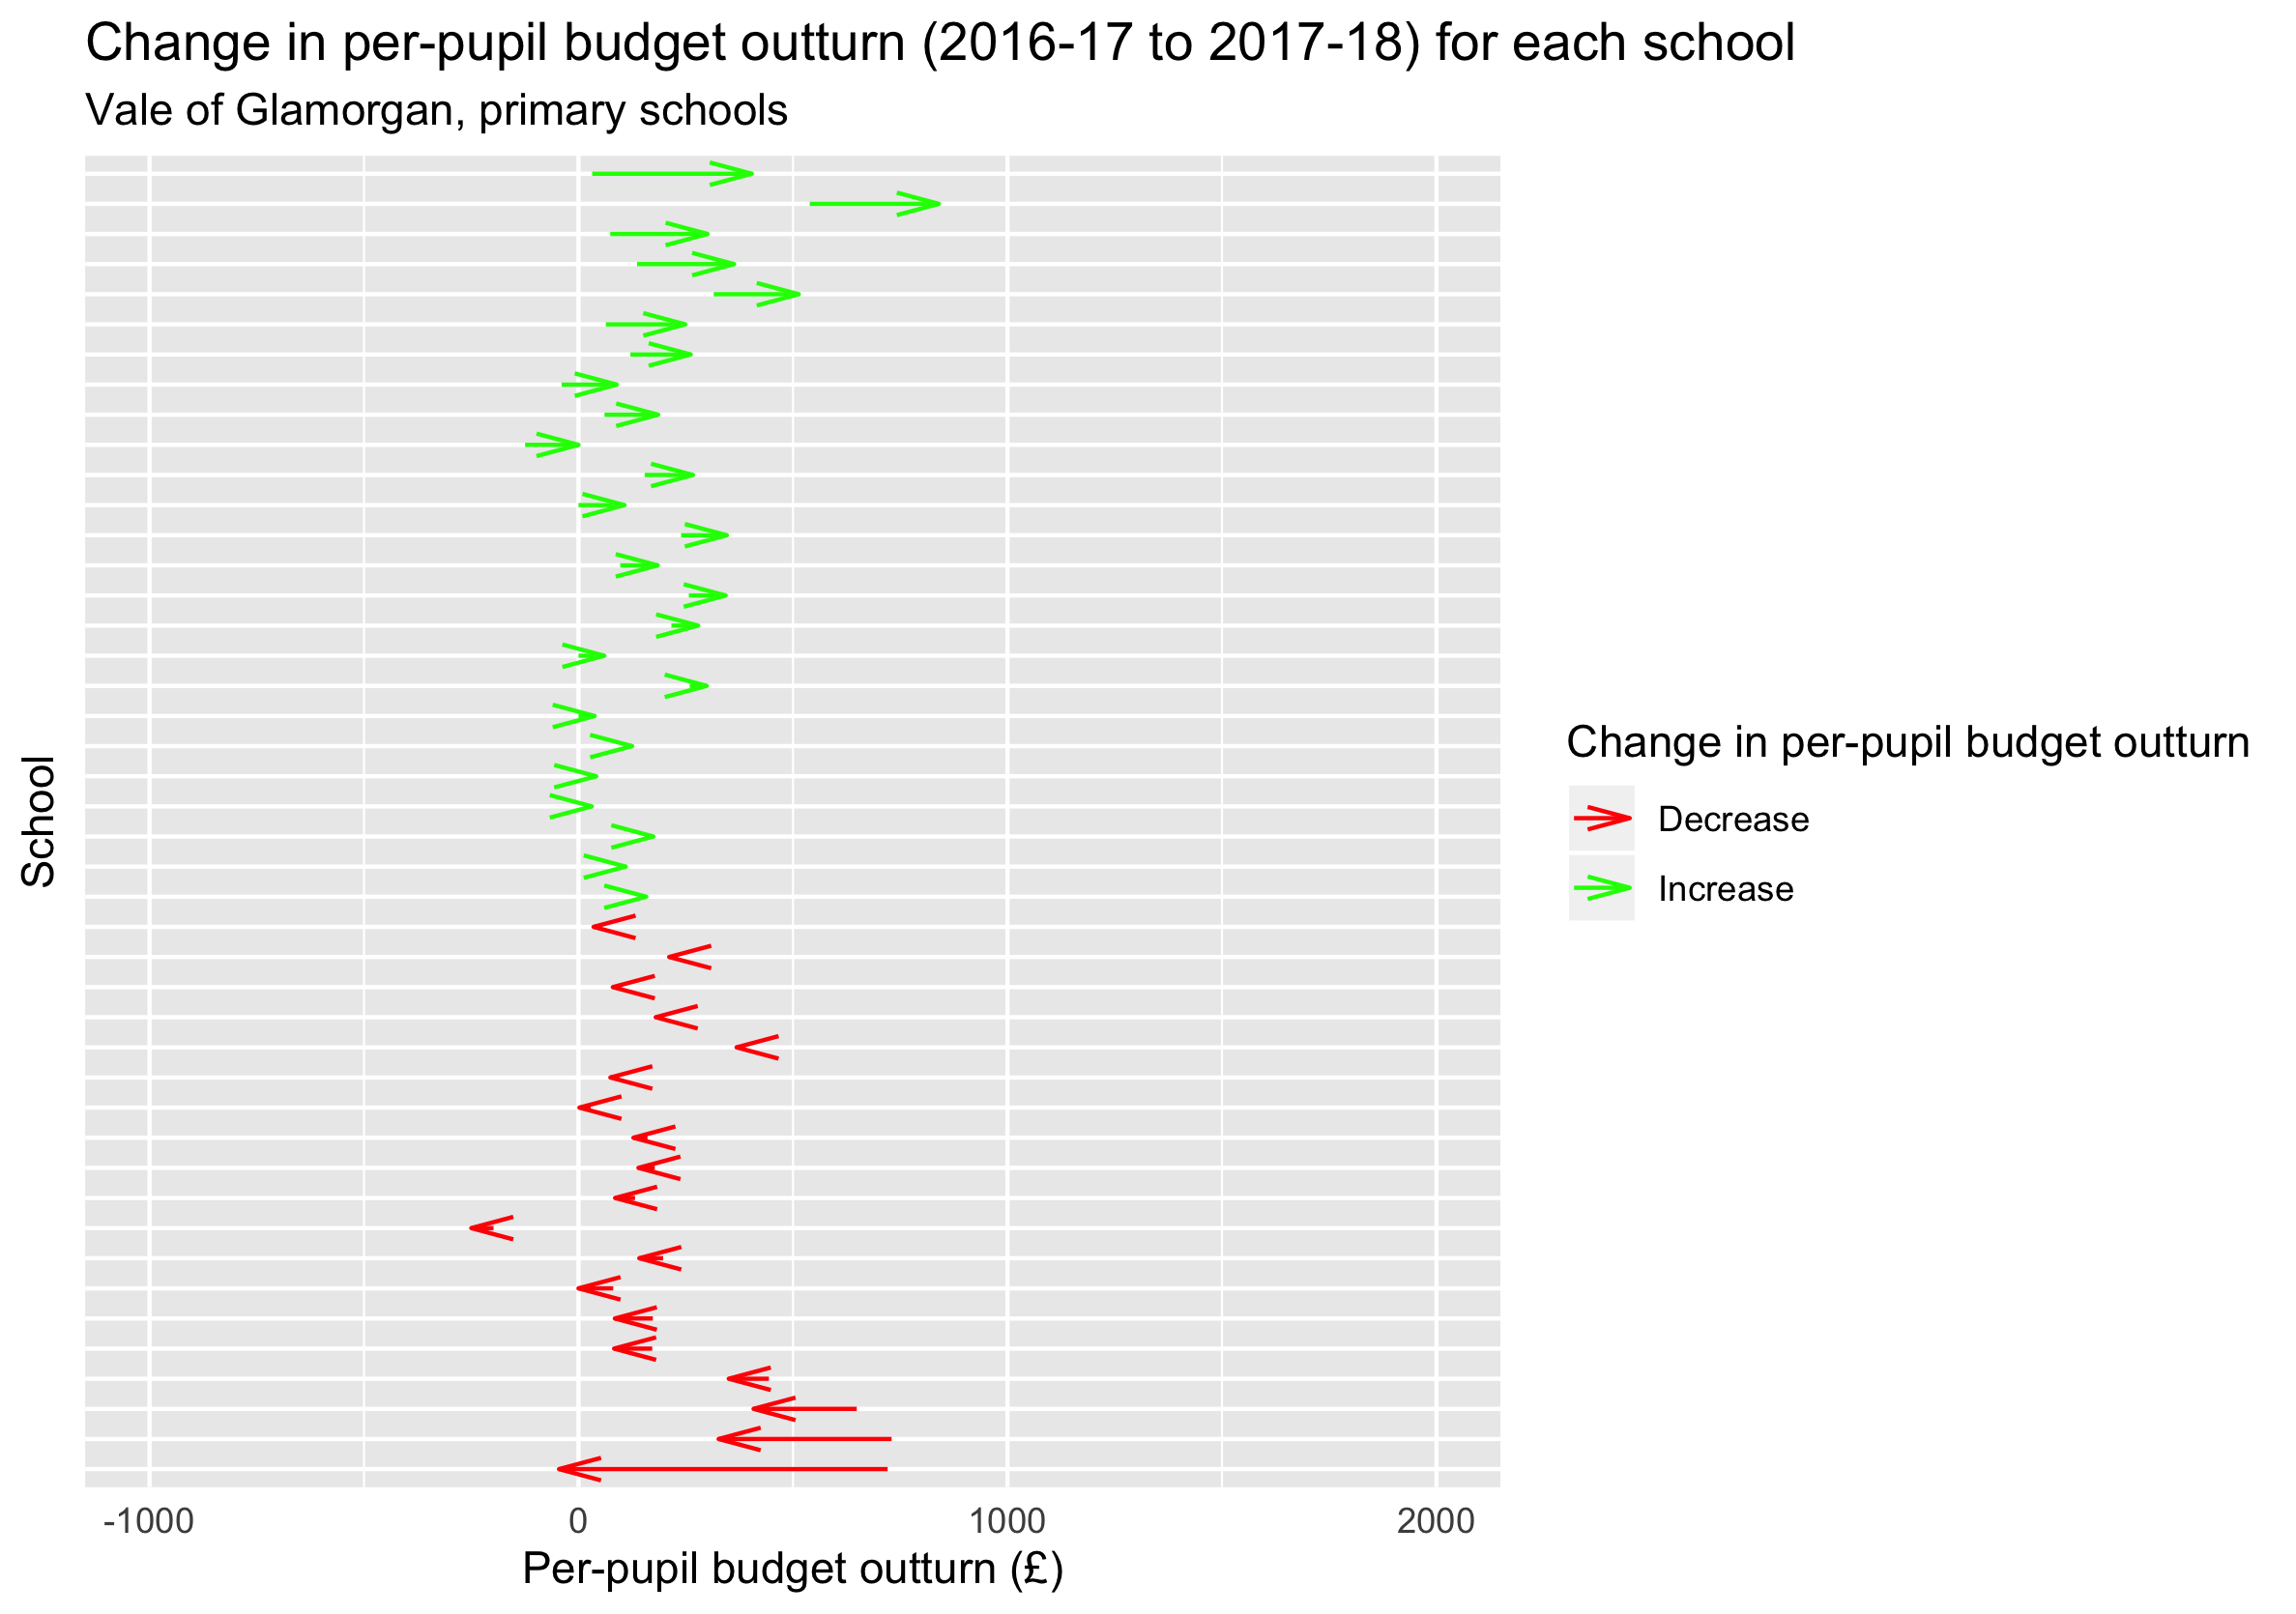 Change in per-pupil budget outturn (2016-17 to 2017-18) for each school
Vale of Glamorgan, primary schools
School
Change in per-pupil budget outturn
Decrease
Increase
-1000 0 1000 2000
Per-pupil budget outturn (£)